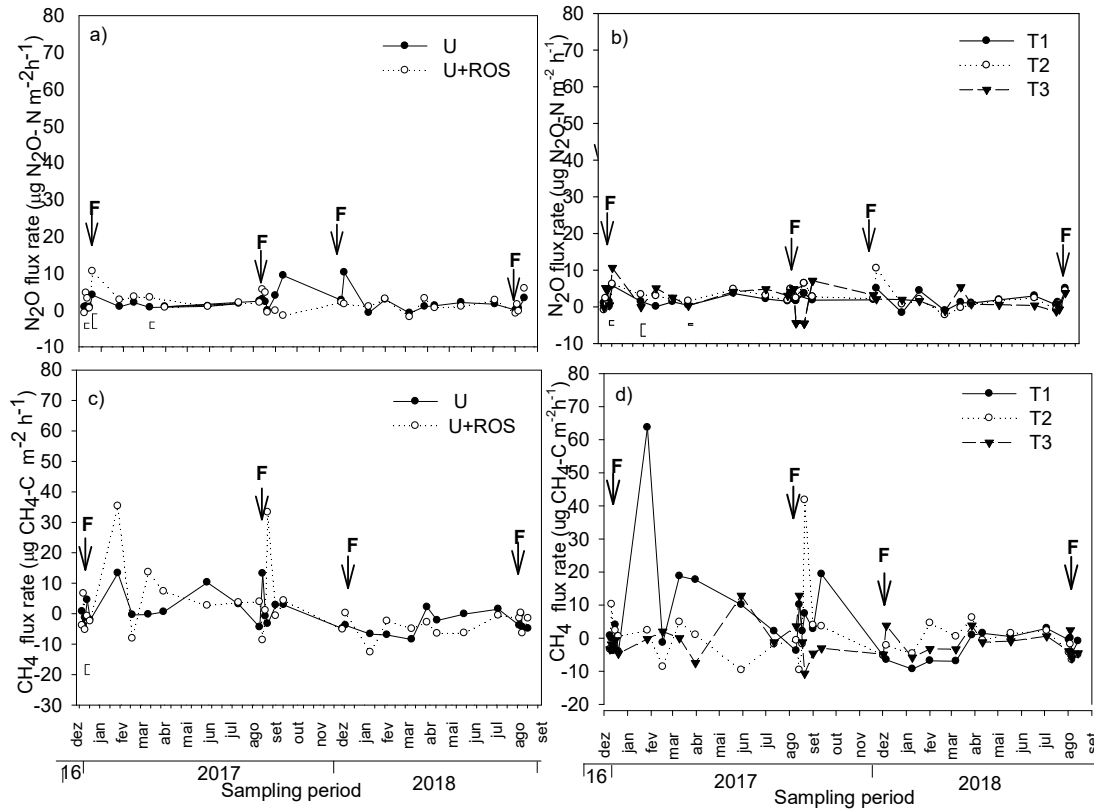 a)
N2O flux rate (µg N2O- N m-2h-1)
80
70
60
50
40
30
20
10
0
-10
U
U+ROS
F
F
F
F
b)
N2O flux rate (ug N2O-N m-2 h-1)
80
70
60
50
40
30
20
10
0
-10
T1
T2
T3
F
F
F
F
c)
CH4 flux rate (µg CH4-C m-2 h-1)
80
70
60
50
40
30
20
10
0
-10
-20
-30
U
U+ROS
F
F
F
F
dez jan fev mar abr jun jul ago set out nov dez jan fev mar abr mai jun jul ago set
16 2017 2018
Sampling period
d)
CH4 flux rate (ug CH4-C m-2h-1)
80
70
60
50
40
30
20
10
0
-10
-20
T1
T2
T3
F
F
F
F
dez jan fev mar abr mai jun jul ago set out nov dez jan fev mar abr mai jun jul ago set
16 2017 2018
Sampling period